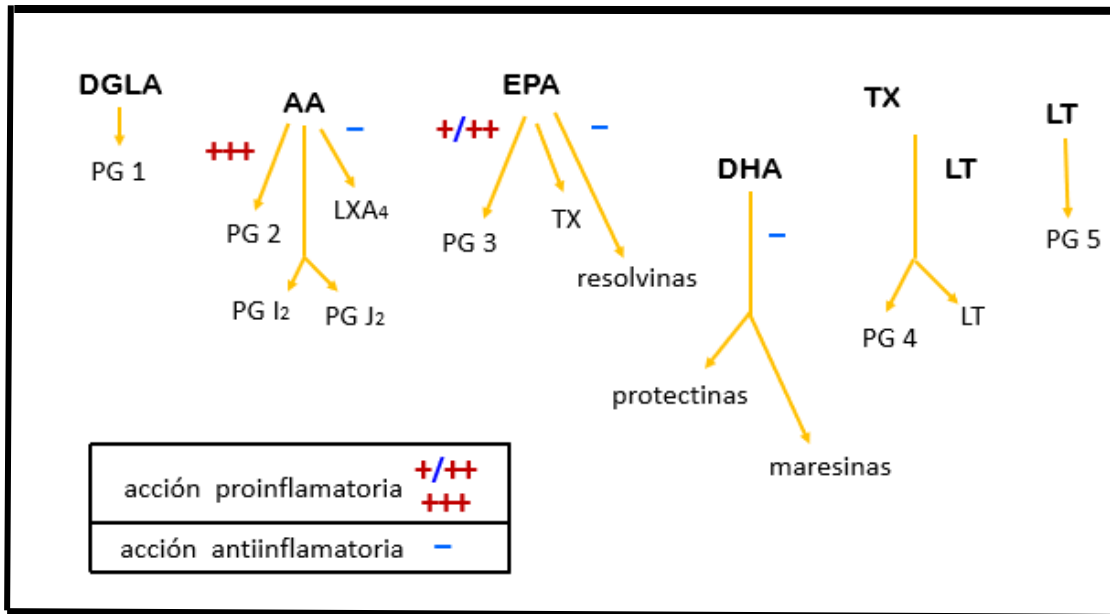 DGLA
PG 1
AA
+++
–
PG 2
LXA4
PG I2
PG J2
EPA
+/++
–
PG 3
TX
resolvinas
DHA
–
protectinas
maresinas
TX
LT
PG 4
LT
LT
PG 5
acción proinflamatoria +/++
+++
acción antiinflamatoria –